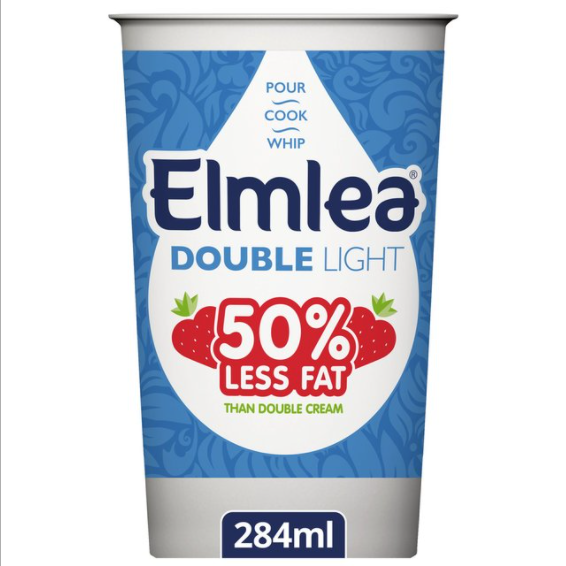 POUR
COOK
WHIP
Elmlea®
DOUBLE LIGHT
50%
LESS FAT
THAN DOUBLE CREAM
284ml